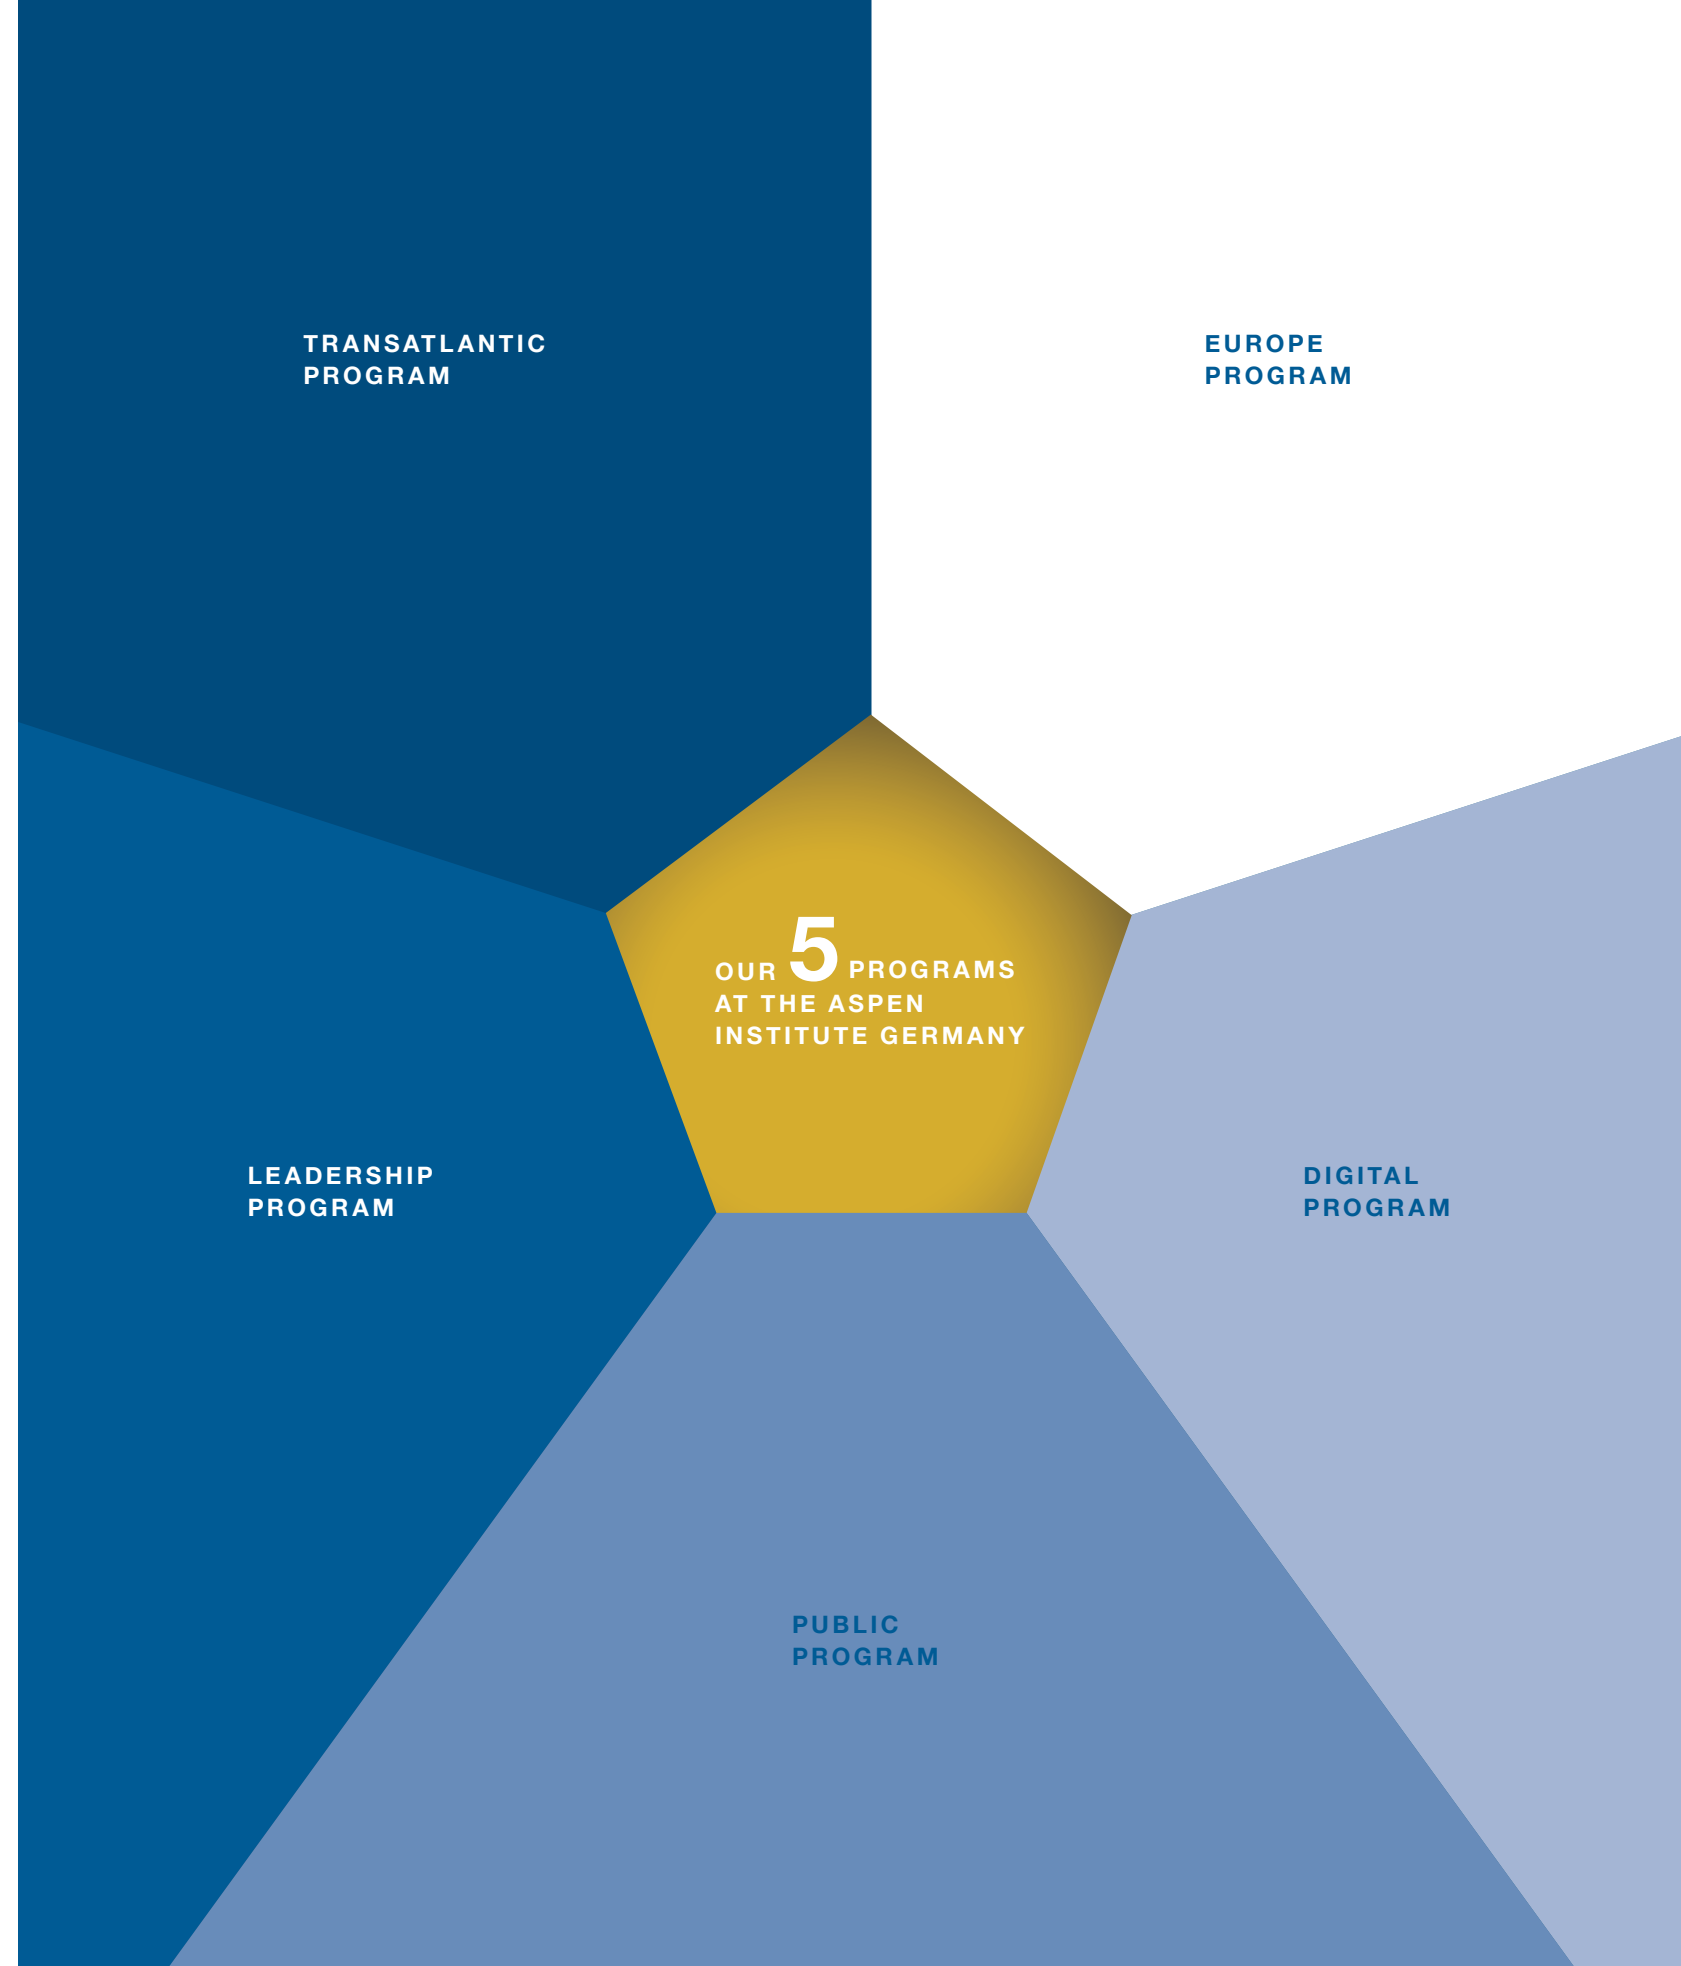 TRANSATLANTIC
PROGRAM
EUROPE
PROGRAM
OUR 5 PROGRAMS
AT THE ASPEN
INSTITUTE GERMANY
LEADERSHIP
PROGRAM
DIGITAL
PROGRAM
PUBLIC
PROGRAM